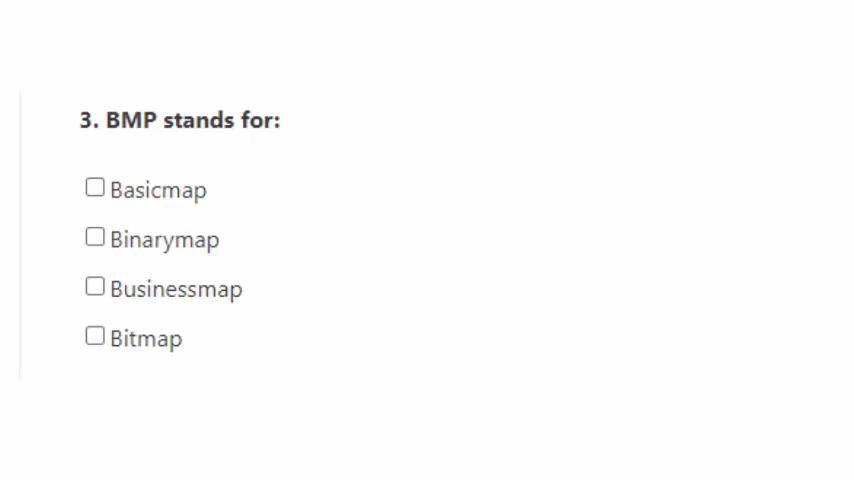 3. BMP stands for:
Basicmap
Binarymap
Businessmap
Bitmap